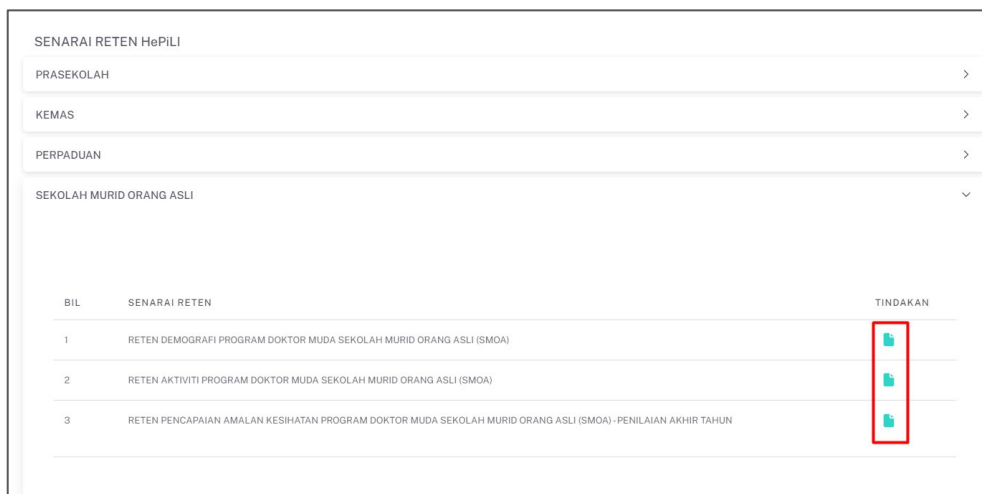 SENARAI RETEN HePiLI
PRASEKOLAH
KEMAS
PERPADUAN
SEKOLAH MURID ORANG ASLI
BIL SENARAI RETEN TINDAKAN
1 RETEN DEMOGRAFI PROGRAM DOKTOR MUDA SEKOLAH MURID ORANG ASLI (SMOA)
2 RETEN AKTIVITI PROGRAM DOKTOR MUDA SEKOLAH MURID ORANG ASLI (SMOA)
3 RETEN PENCAPAIAN AMALAN KESIHATAN PROGRAM DOKTOR MUDA SEKOLAH MURID ORANG ASLI (SMOA) - PENILAIAN AKHIR TAHUN